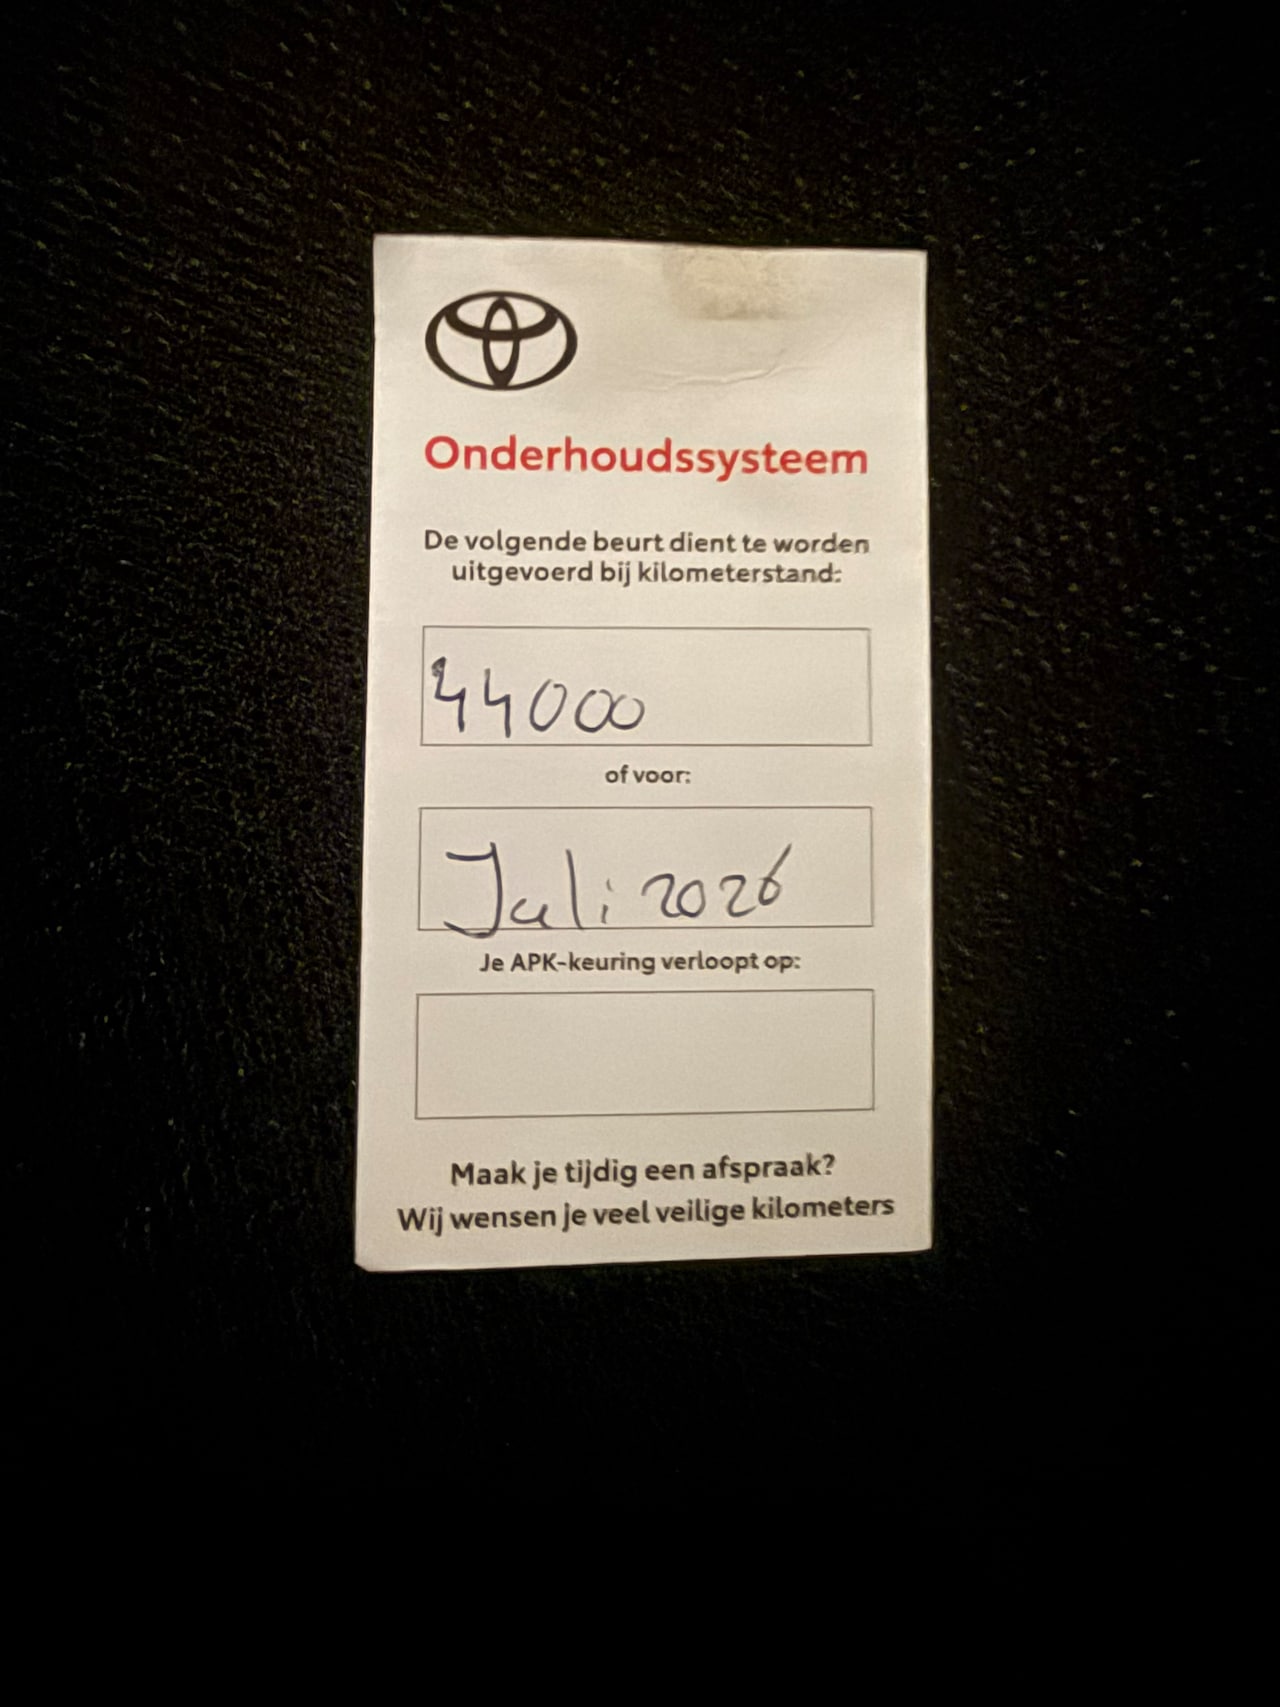 Onderhoudssysteem
De volgende beurt dient te worden
uitgevoerd bij kilometerstand:
44000
of voor:
Juli 2026
Je APK-keuring verloopt op:
Maak je tijdig een afspraak?
Wij wensen je veel veilige kilometers